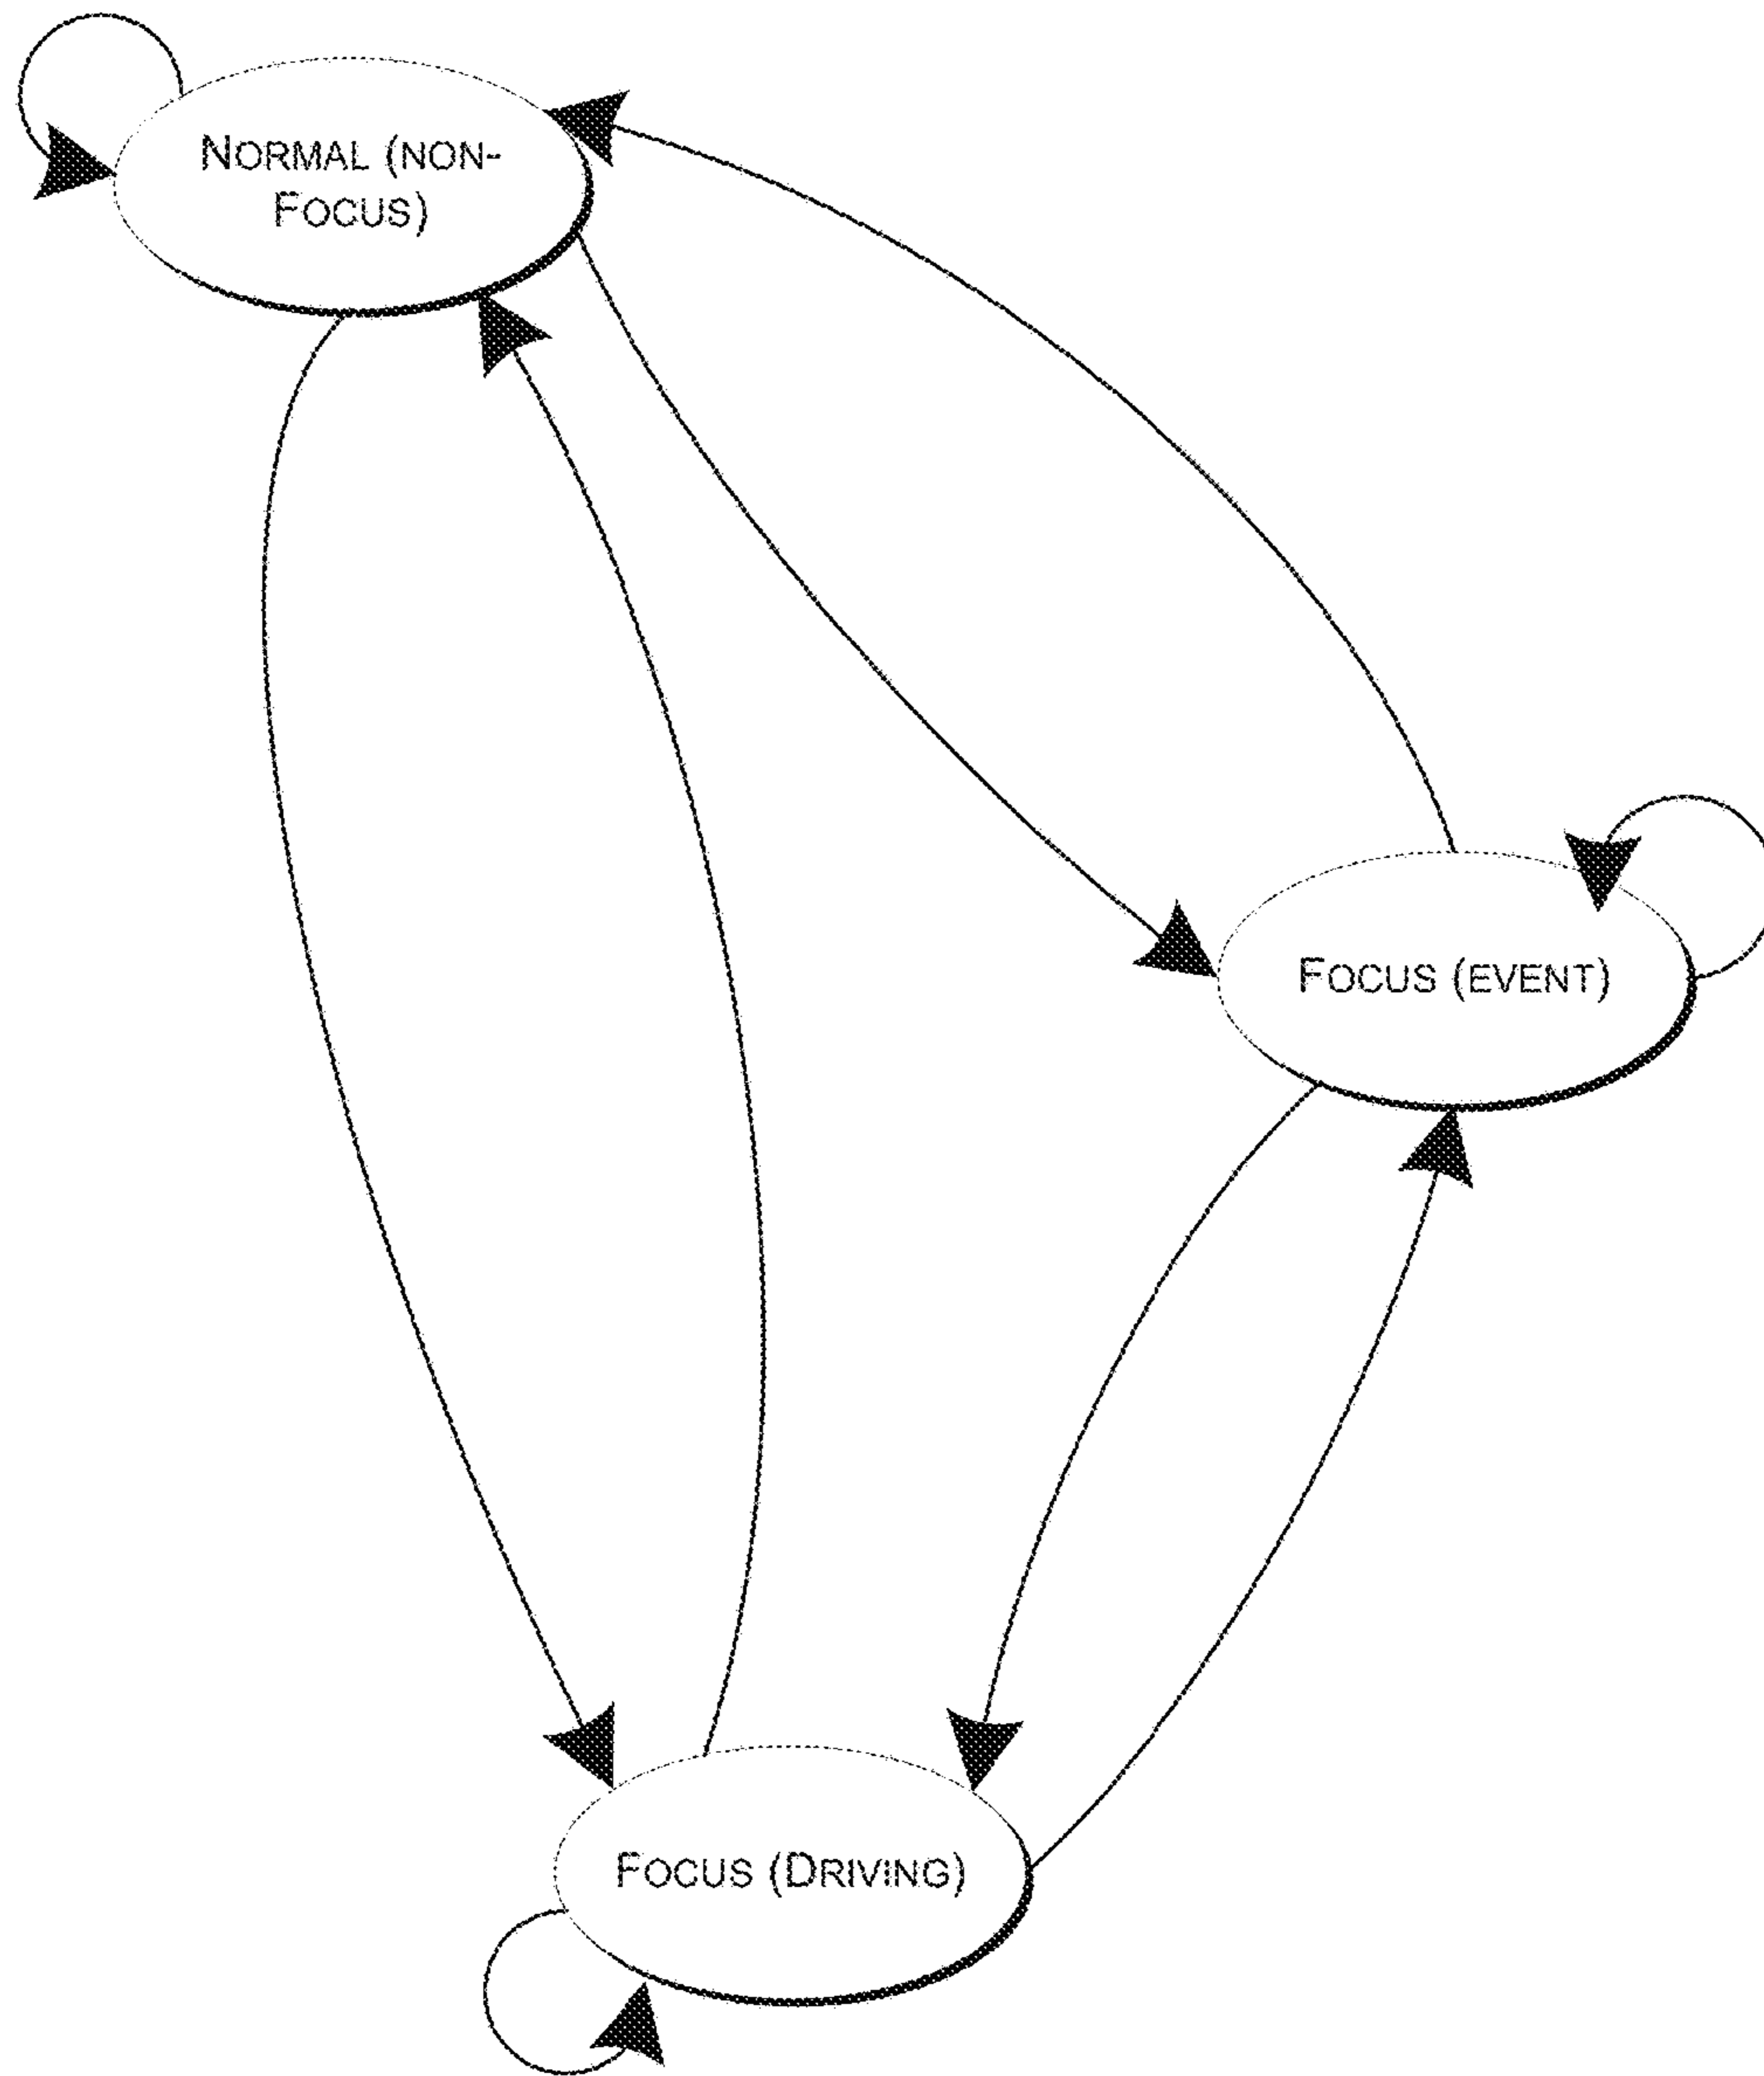 NORMAL (NON-
FOCUS)
FOCUS (EVENT)
FOCUS (DRIVING)